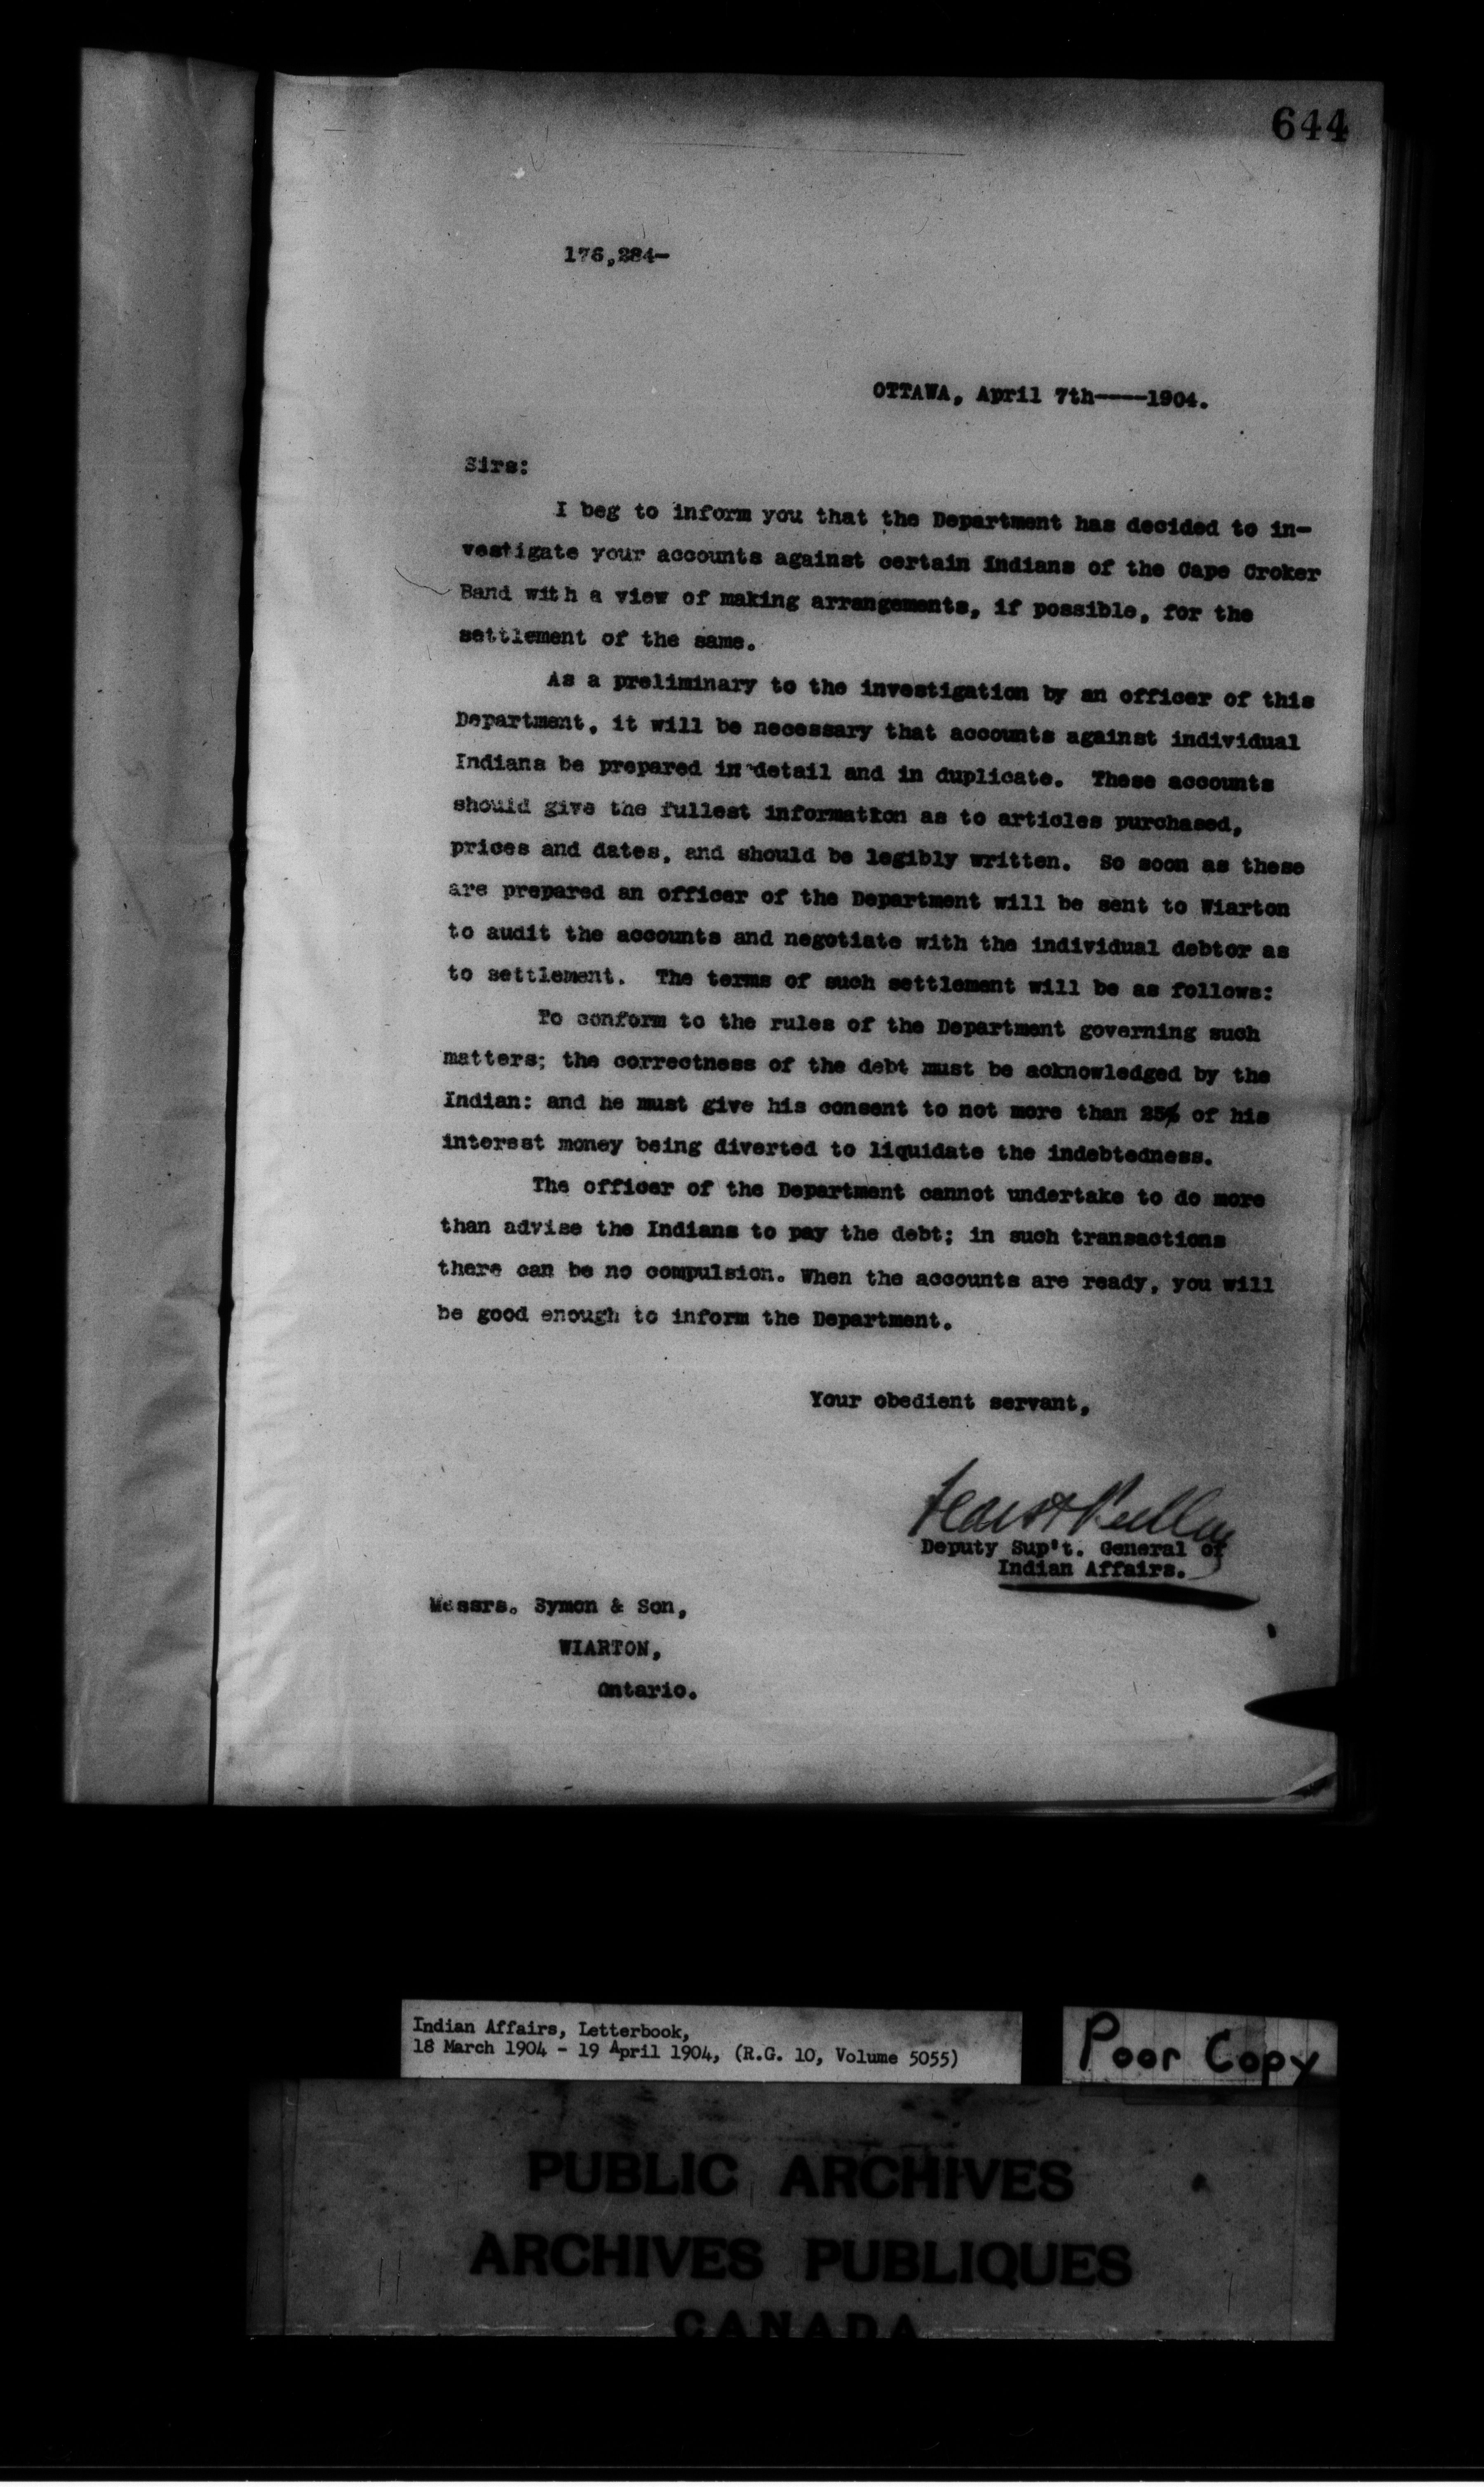 644
176,284-
OTTAWA, April 7th----1904.
Sirs:
I beg to inform you that the Department has decided to in-
vestigate your accounts against certain Indians of the Cape Croker
Band with a view of making arrangements, if possible, for the
settlement of the same.
As a preliminary to the investigation by an officer of this
Department, it will be necessary that accounts against individual
Indians be prepared in detail and in duplicate. These accounts
should give the fullest information as to articles purchased,
prices and dates, and should be legibly written. So soon as these
are prepared an officer of the Department will be sent to Wiarton
to audit the accounts and negotiate with the individual debtor as
to settlement. The terms of such settlement will be as follows:
To conform to the rules of the Department governing such
matters; the correctness of the debt must be acknowledged by the
Indian: and he must give his consent to not more than 25% of his
interest money being diverted to liquidate the indebtedness.
The officer of the Department cannot undertake to do more
than advise the Indians to pay the debt; in such transactions
there can be no compulsion. When the accounts are ready, you will
be good enough to inform the Department.
Your obedient servant,
Deputy Sup't. General of
Indian Affairs.
Messrs. Symon & Son,
WIARTON,
Ontario.
Indian Affairs, Letterbook,
18 March 1904 - 19 April 1904, (R.G. 10, Volume 5055)
Poor Copy
PUBLIC ARCHIVES
ARCHIVES PUBLIQUES
CANADA